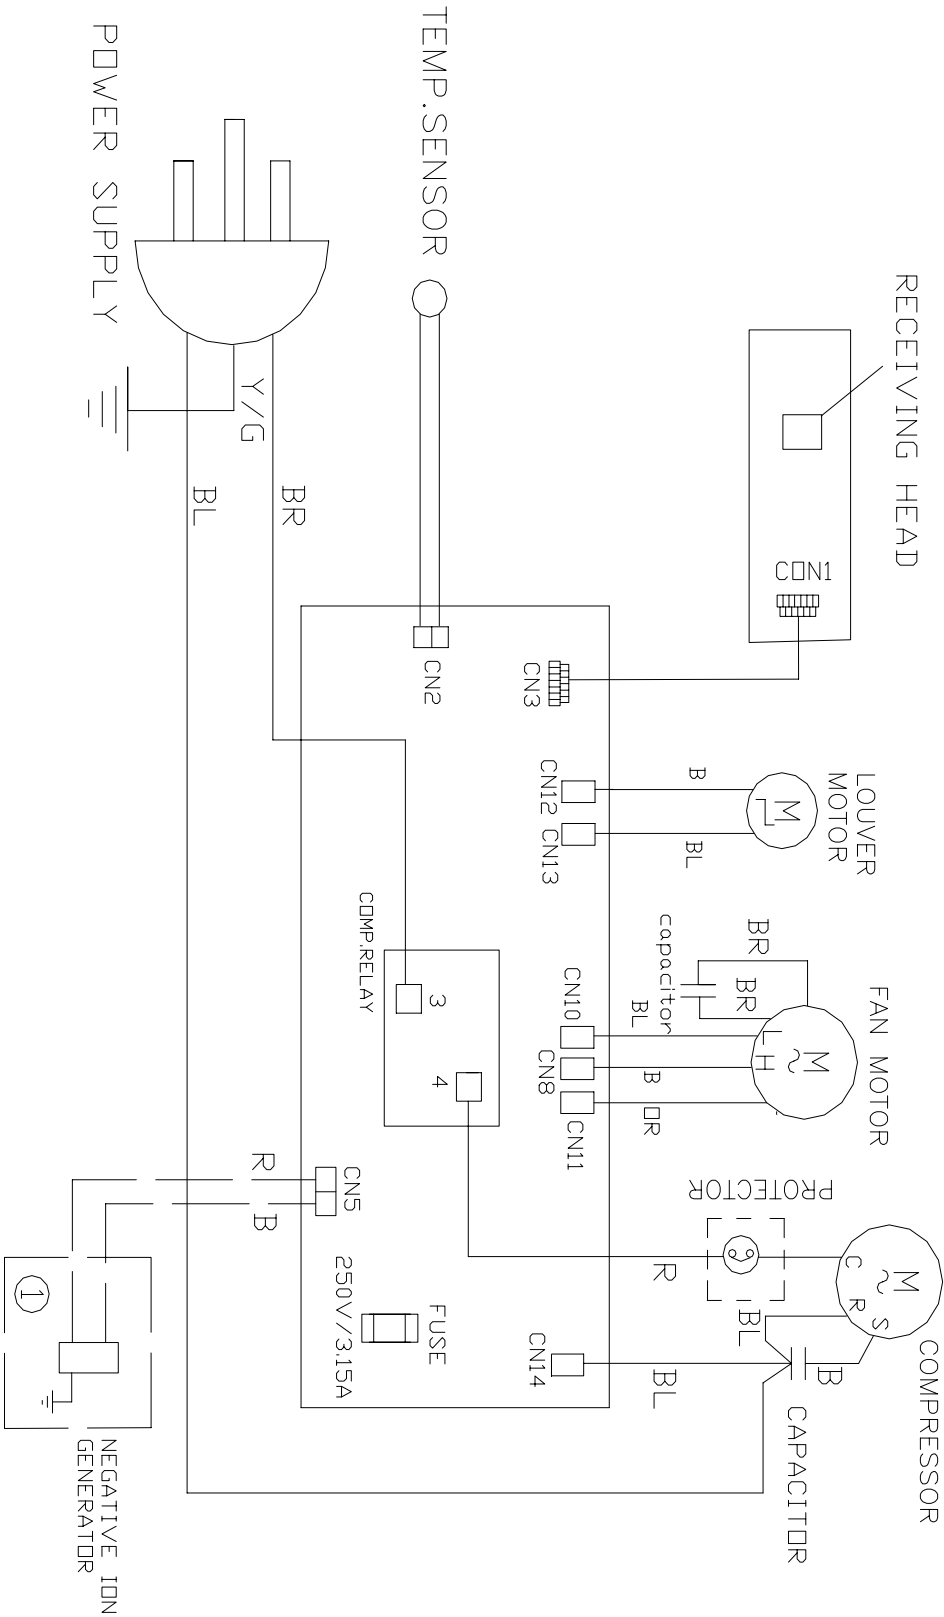 POWER SUPPLY
TEMP.SENSOR
RECEIVING HEAD
Y/G
BL
BR
CON1
CN2
CN3
LOUVER
MOTOR
M
B
BL
CN12
CN13
COMP.RELAY
3
4
FAN MOTOR
M
~
L
H
BR
BR
capacitor
BL
B
OR
CN10
CN8
CN11
R
B
CN5
PROTECTOR
COMPRESSOR
M
~
C
R
S
R
BL
B
BL
CAPACITOR
CN14
FUSE
250V/3.15A
1
NEGATIVE ION
GENERATOR